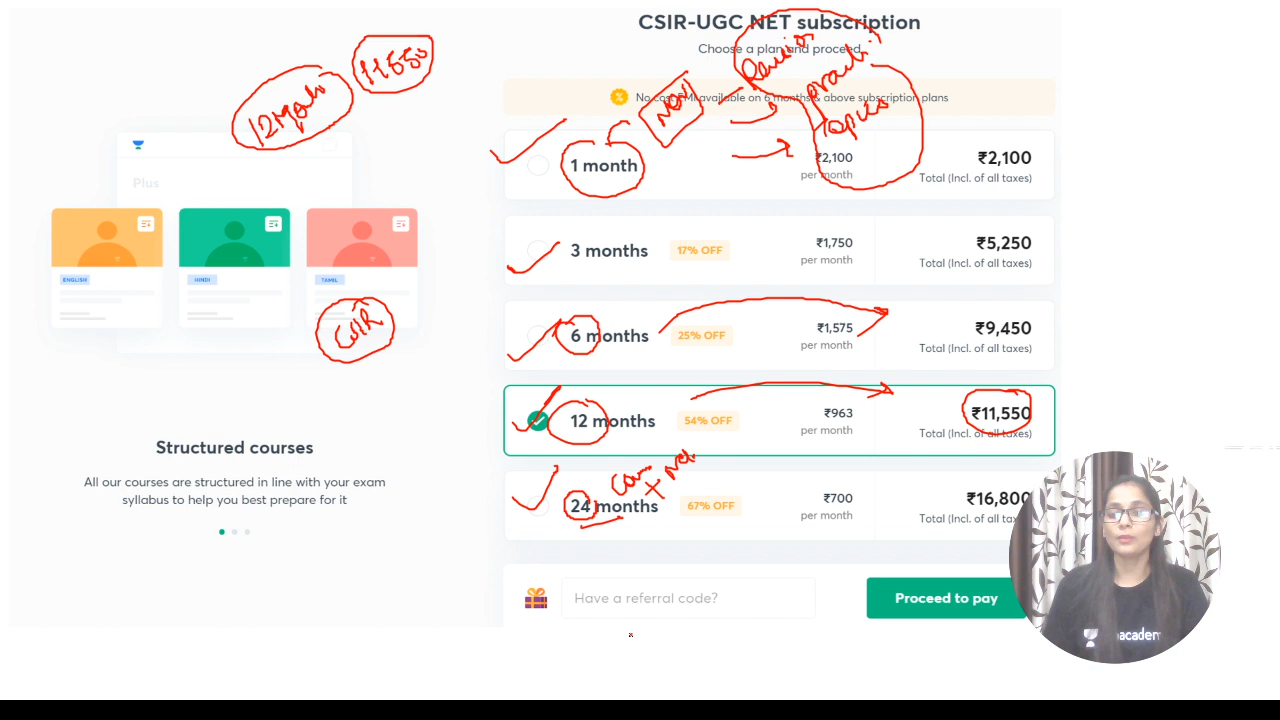 CSIR-UGC NET subscription
Choose a plan and proceed
No cost EMI available on 6 months & above subscription plans
12
11550
Plus
ENGLISH
HINDI
TAMIL
CSIR
Structured courses
All our courses are structured in line with your exam
syllabus to help you best prepare for it
1 month
₹2,100
per month
₹2,100
Total (Incl. of all taxes)
3 months
17% OFF
₹1,750
per month
₹5,250
Total (Incl. of all taxes)
6 months
25% OFF
₹1,575
per month
₹9,450
Total (Incl. of all taxes)
12 months
54% OFF
₹963
per month
₹11,550
Total (Incl. of all taxes)
24 months
67% OFF
₹700
per month
₹16,800
Total (Incl. of all
Have a referral code?
Proceed to pay
academ